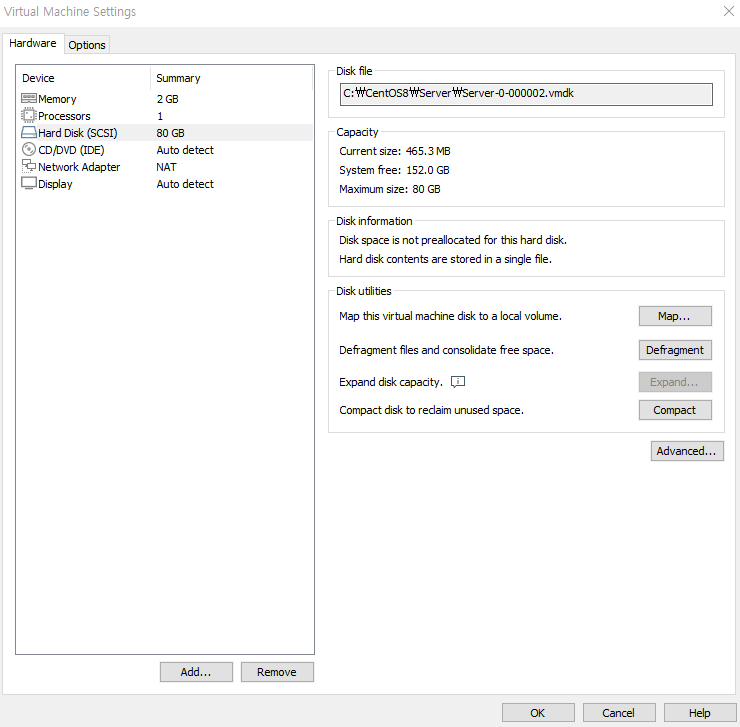 Virtual Machine Settings
Hardware Options
Device Summary
Memory 2 GB
Processors 1
Hard Disk (SCSI) 80 GB
CD/DVD (IDE) Auto detect
Network Adapter NAT
Display Auto detect
Add... Remove
Disk file
C:₩CentOS8₩Server₩Server-0-000002.vmdk
Capacity
Current size: 465.3 MB
System free: 152.0 GB
Maximum size: 80 GB
Disk information
Disk space is not preallocated for this hard disk.
Hard disk contents are stored in a single file.
Disk utilities
Map this virtual machine disk to a local volume. Map...
Defragment files and consolidate free space. Defragment
Expand disk capacity. Expand...
Compact disk to reclaim unused space. Compact
Advanced...
OK Cancel Help